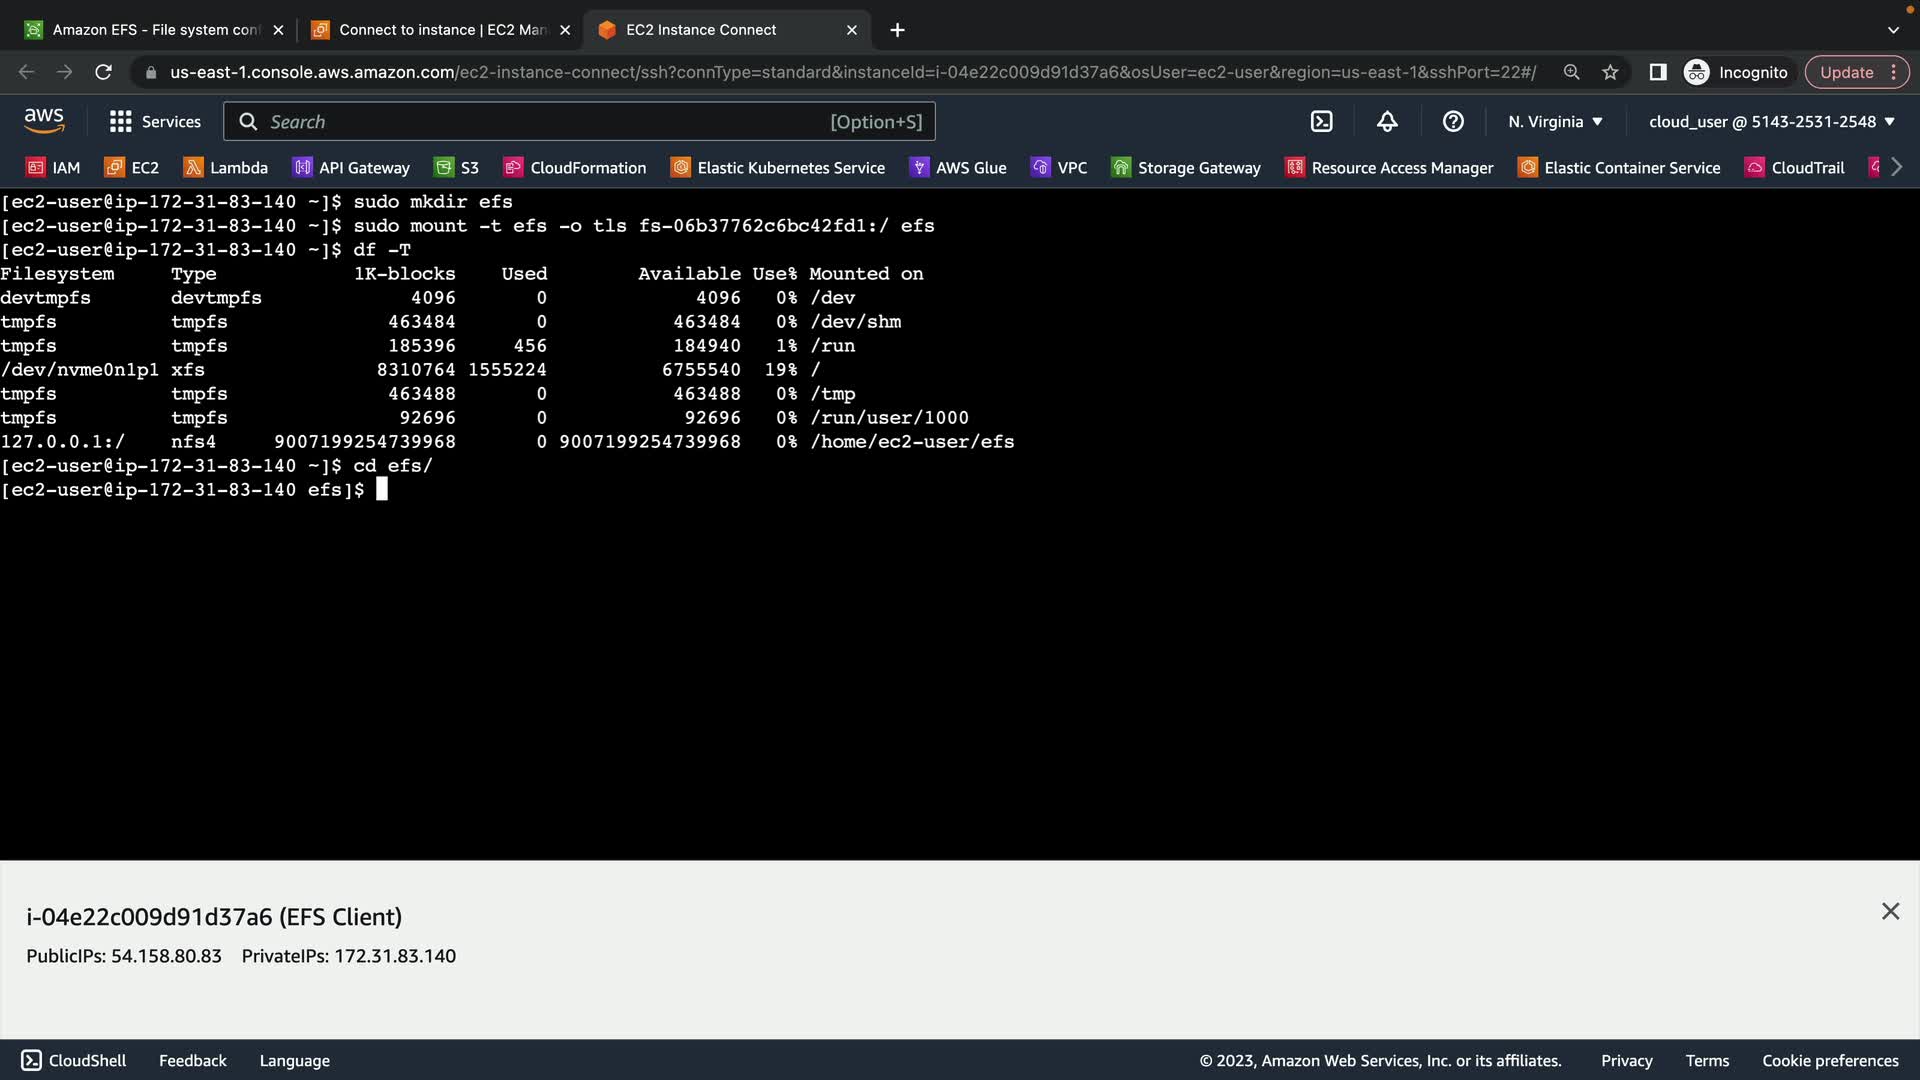 Amazon EFS - File system con
Connect to instance | EC2 Man
EC2 Instance Connect
us-east-1.console.aws.amazon.com/ec2-instance-connect/ssh?connType=standard&instanceId=i-04e22c009d91d37a6&osUser=ec2-user&region=us-east-1&sshPort=22#/
Incognito
Update
aws
Services
Search
[Option+S]
N. Virginia
cloud_user @ 5143-2531-2548
IAM
EC2
Lambda
API Gateway
S3
CloudFormation
Elastic Kubernetes Service
AWS Glue
VPC
Storage Gateway
Resource Access Manager
Elastic Container Service
CloudTrail
[ec2-user@ip-172-31-83-140 ~]$ sudo mkdir efs
[ec2-user@ip-172-31-83-140 ~]$ sudo mount -t efs -o tls fs-06b37762c6bc42fd1:/ efs
[ec2-user@ip-172-31-83-140 ~]$ df -T
Filesystem     Type           1K-blocks    Used        Available Use% Mounted on
devtmpfs       devtmpfs            4096       0             4096   0% /dev
tmpfs          tmpfs             463484       0           463484   0% /dev/shm
tmpfs          tmpfs             185396     456           184940   1% /run
/dev/nvme0n1p1 xfs              8310764 1555224          6755540  19% /
tmpfs          tmpfs             463488       0           463488   0% /tmp
tmpfs          tmpfs              92696       0            92696   0% /run/user/1000
127.0.0.1:/    nfs4    9007199254739968       0 9007199254739968   0% /home/ec2-user/efs
[ec2-user@ip-172-31-83-140 ~]$ cd efs/
[ec2-user@ip-172-31-83-140 efs]$
i-04e22c009d91d37a6 (EFS Client)
PublicIPs: 54.158.80.83 PrivateIPs: 172.31.83.140
CloudShell
Feedback
Language
© 2023, Amazon Web Services, Inc. or its affiliates.
Privacy
Terms
Cookie preferences